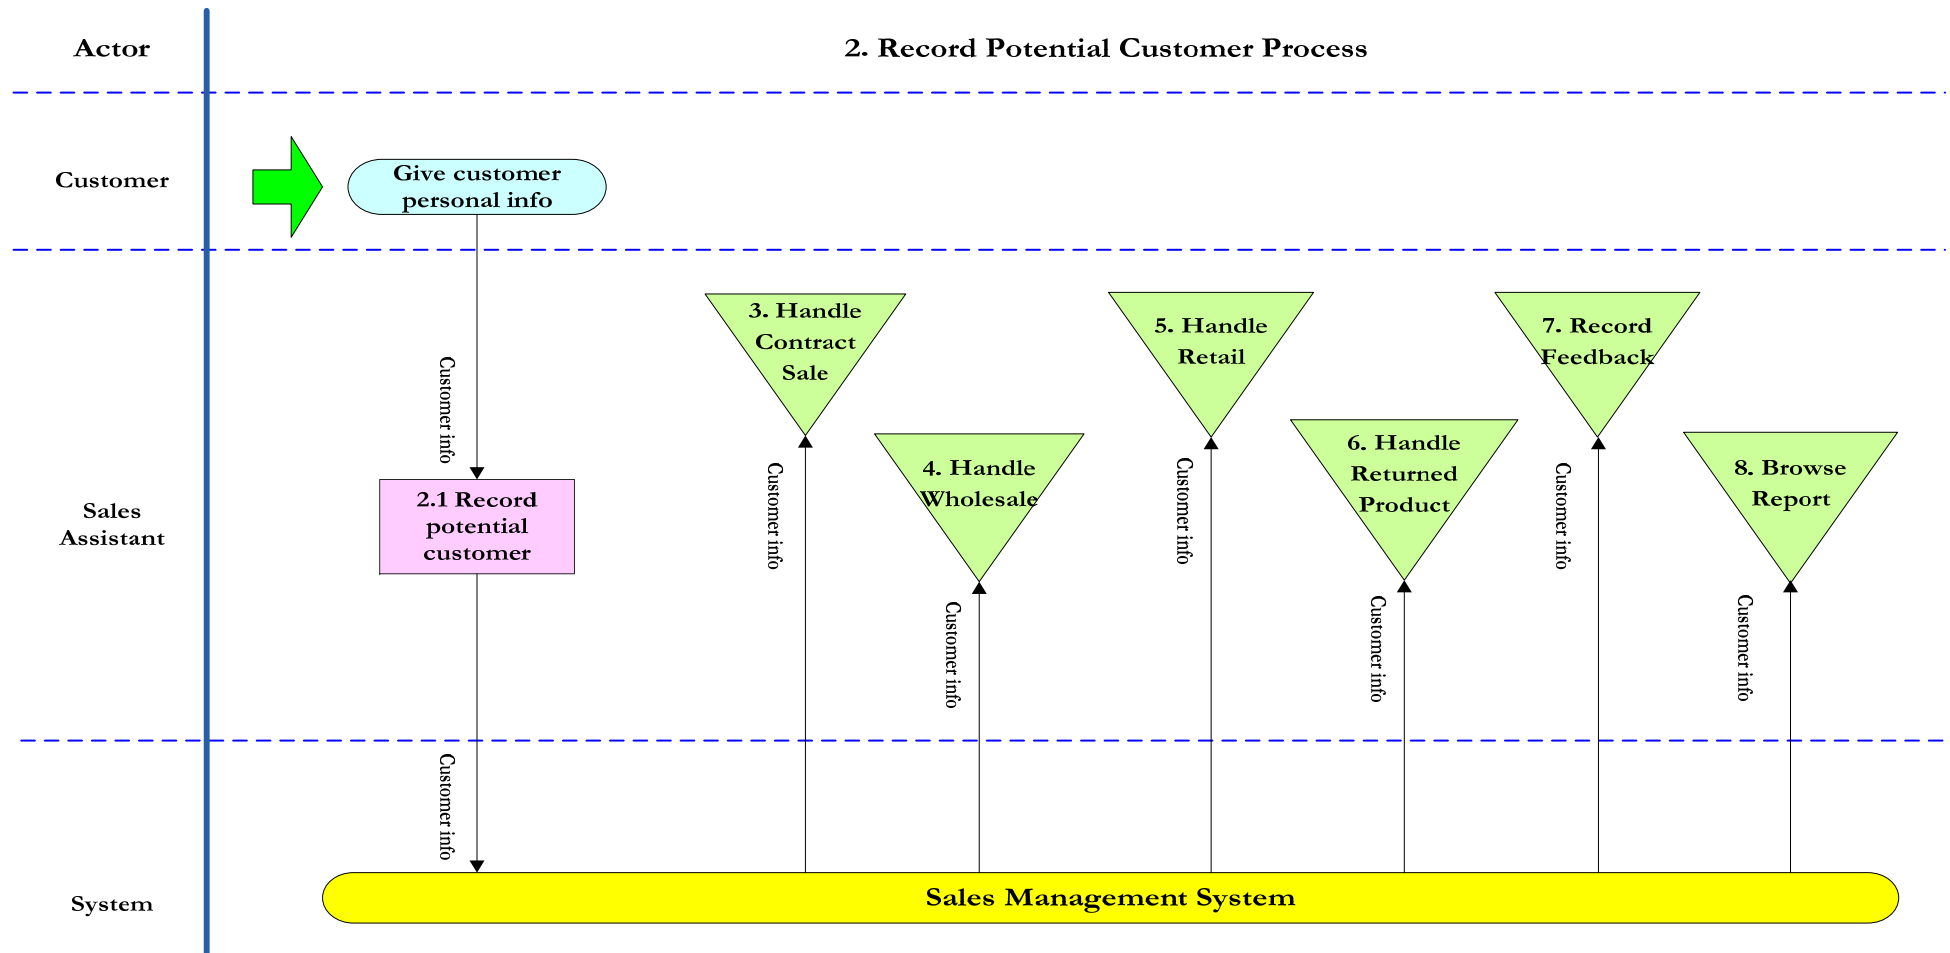 Actor
2. Record Potential Customer Process
Customer
Give customer
personal info
Customer info
3. Handle
Contract
Sale
5. Handle
Retail
7. Record
Feedback
4. Handle
Wholesale
6. Handle
Returned
Product
8. Browse
Report
Sales
Assistant
2.1 Record
potential
customer
Customer info
Customer info
Customer info
Customer info
Customer info
Customer info
Customer info
System
Sales Management System